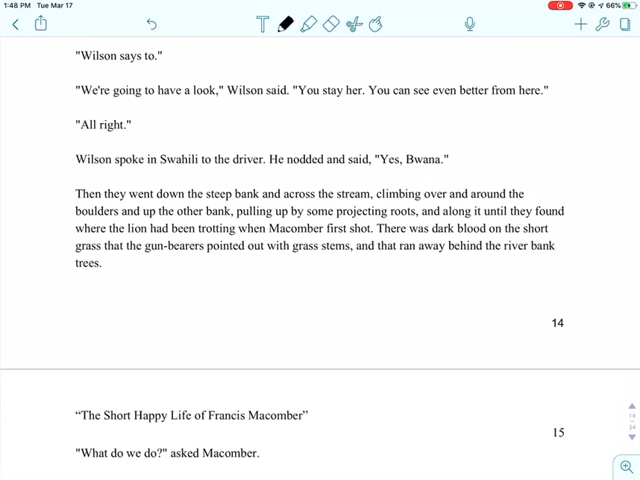 1:48 PM Tue Mar 17
66%
"Wilson says to."
"We're going to have a look," Wilson said. "You stay her. You can see even better from here."
"All right."
Wilson spoke in Swahili to the driver. He nodded and said, "Yes, Bwana."
Then they went down the steep bank and across the stream, climbing over and around the
boulders and up the other bank, pulling up by some projecting roots, and along it until they found
where the lion had been trotting when Macomber first shot. There was dark blood on the short
grass that the gun-bearers pointed out with grass stems, and that ran away behind the river bank
trees.
14
“The Short Happy Life of Francis Macomber”
15
14
34
"What do we do?" asked Macomber.